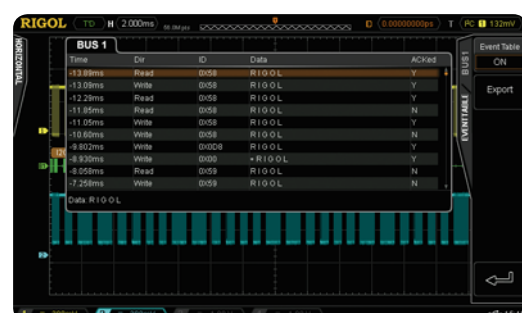 RIGOL T'D H 2.000ms D 0.00000000ps T PC 1 132mV
HORIZONTAL
BUS 1
Time Dir ID Data ACKed
-13.89ms Read 0X58 R I G O L Y
-13.09ms Write 0X58 R I G O L Y
-12.28ms Read 0X58 R I G O L Y
-11.85ms Read 0X58 R I G O L N
-11.05ms Write 0X58 R I G O L Y
-10.60ms Write 0X58 R I G O L N
-9.802ms Write 0X0D8 R I G O L Y
-8.930ms Write 0X00 • R I G O L Y
-8.058ms Read 0X59 R I G O L N
-7.258ms Write 0X59 R I G O L N
Data: R I G O L
BUS1
EVENTTABLE
Event Table
ON
Export